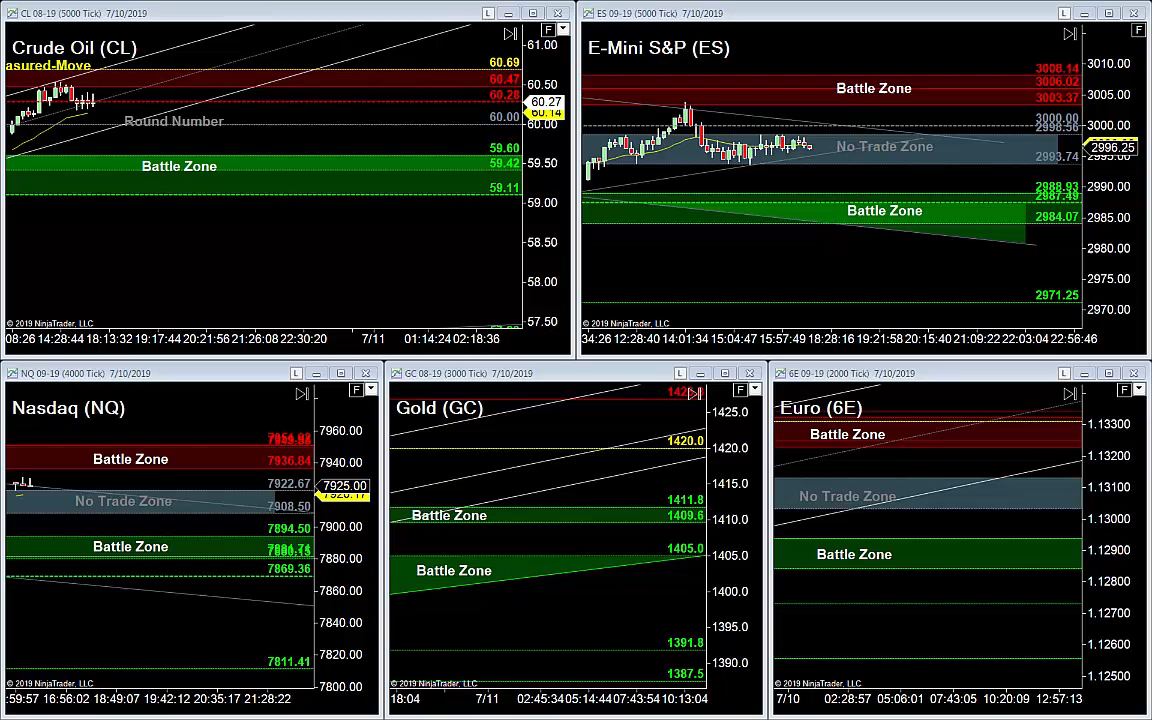 CL 08-19 (5000 Tick) 7/10/2019
L
F
Crude Oil (CL)
asured-Move
61.00
60.69
60.47
60.50
60.28
60.27
60.14
60.00
60.00
Round Number
59.60
59.42
59.50
Battle Zone
59.11
59.00
58.50
58.00
57.50
© 2019 NinjaTrader, LLC
08:26 12:28:44 14:28:44 18:13:32 19:17:44 20:21:56 21:26:08 22:30:20 7/11 01:14:24 02:18:36
ES 09-19 (5000 Tick) 7/10/2019
L
F
E-Mini S&P (ES)
3010.00
3008.14
3006.02
3005.00
3003.37
Battle Zone
3000.00
3000.00
2998.56
2996.25
2995.00
2993.74
No Trade Zone
2990.00
2988.93
2987.49
2985.00
2984.07
Battle Zone
2980.00
2975.00
2971.25
2970.00
© 2019 NinjaTrader, LLC
34:26 12:28:40 14:01:34 15:04:47 15:57:49 18:28:16 19:21:58 20:15:40 21:09:22 22:03:04 22:56:46
NQ 09-19 (4000 Tick) 7/10/2019
L
F
Nasdaq (NQ)
7960.00
Battle Zone
7940.00
7936.84
7922.67
7925.00
No Trade Zone
7908.50
7900.00
7894.50
Battle Zone
7880.00
7869.36
7860.00
7840.00
7820.00
7811.41
7800.00
© 2019 NinjaTrader, LLC
:59:57 16:56:02 18:49:07 19:42:12 20:35:17 21:28:22
GC 08-19 (3000 Tick) 7/10/2019
L
F
Gold (GC)
1425.0
1420.0
1420.0
1415.0
1411.8
1410.0
1409.6
Battle Zone
1405.0
1405.0
Battle Zone
1400.0
1395.0
1391.8
1390.0
1387.5
© 2019 NinjaTrader, LLC
18:04 7/11 02:45:34 05:14:44 07:43:54 10:13:04
6E 09-19 (2000 Tick) 7/10/2019
L
F
Euro (6E)
1.13300
Battle Zone
1.13200
No Trade Zone
1.13100
1.13000
Battle Zone
1.12900
1.12800
1.12700
1.12600
1.12500
© 2019 NinjaTrader, LLC
7/10 02:28:57 05:06:01 07:43:05 10:20:09 12:57:13